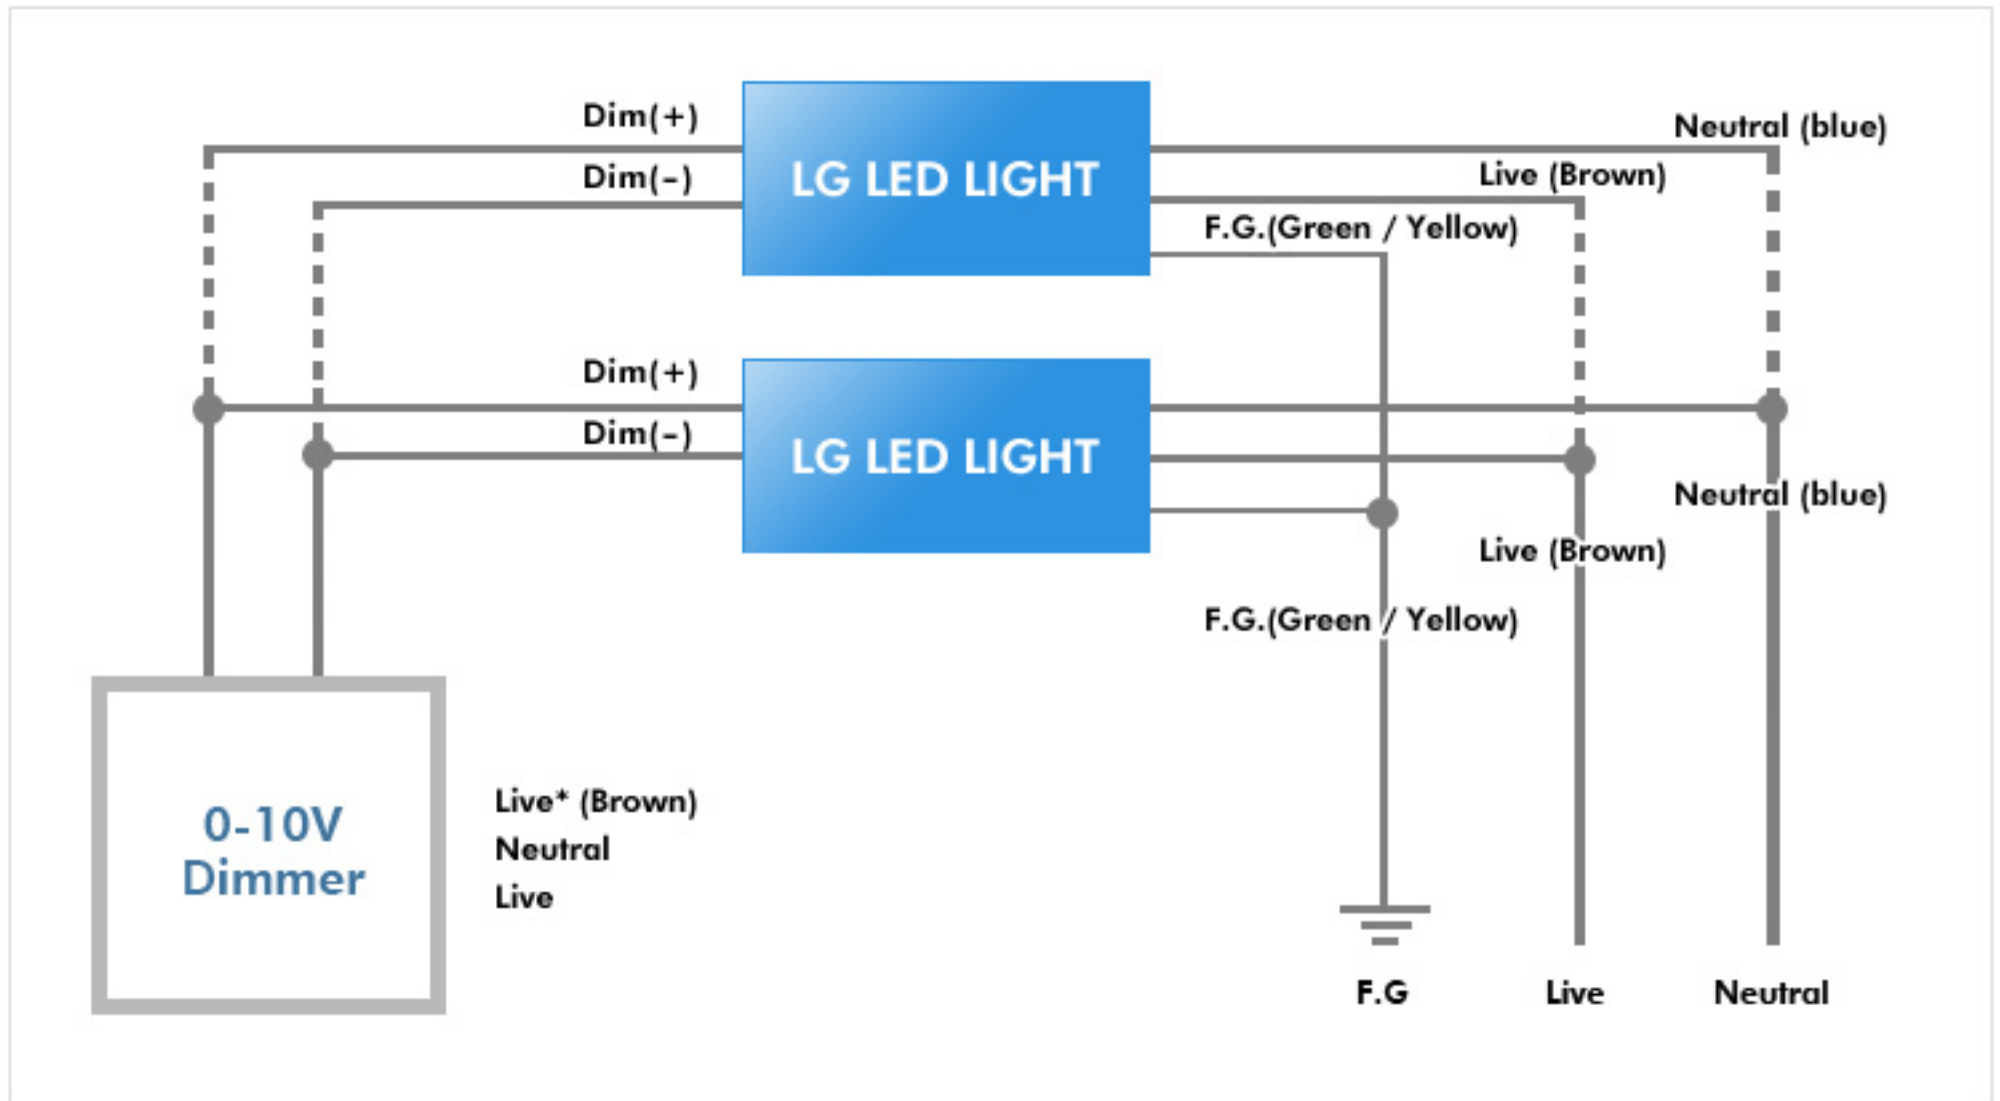 Dim(+)
Dim(-)
LG LED LIGHT
Neutral (blue)
Live (Brown)
F.G.(Green / Yellow)
Dim(+)
Dim(-)
LG LED LIGHT
Neutral (blue)
Live (Brown)
F.G.(Green / Yellow)
0-10V
Dimmer
Live* (Brown)
Neutral
Live
F.G
Live
Neutral